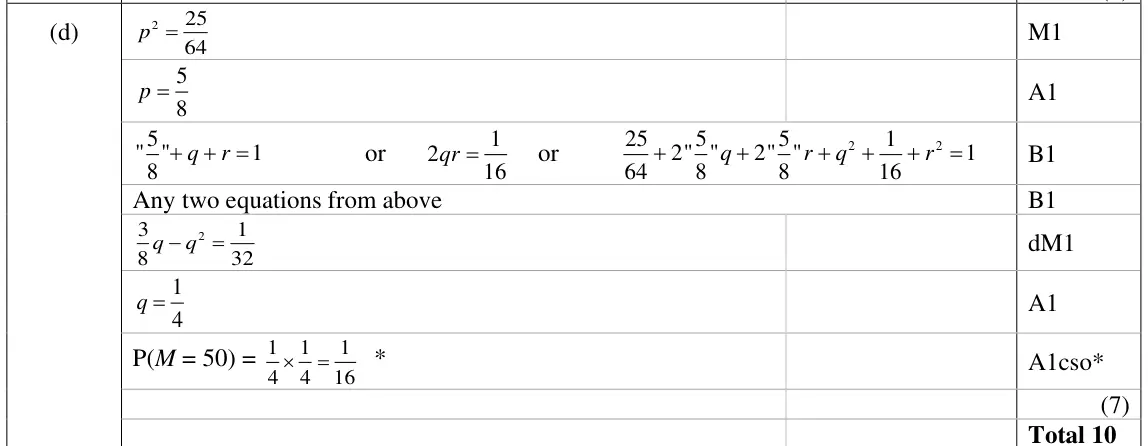 (d) p² = 25/64 M1
p = 5/8 A1
"5/8" + q + r = 1 or 2qr = 1/16 or 25/64 + 2"5/8"q + 2"5/8"r + q² + 1/16 + r² = 1 B1
Any two equations from above B1
3/8 q − q² = 1/32 dM1
q = 1/4 A1
P(M = 50) = 1/4 × 1/4 = 1/16 * A1cso*
(7)
Total 10